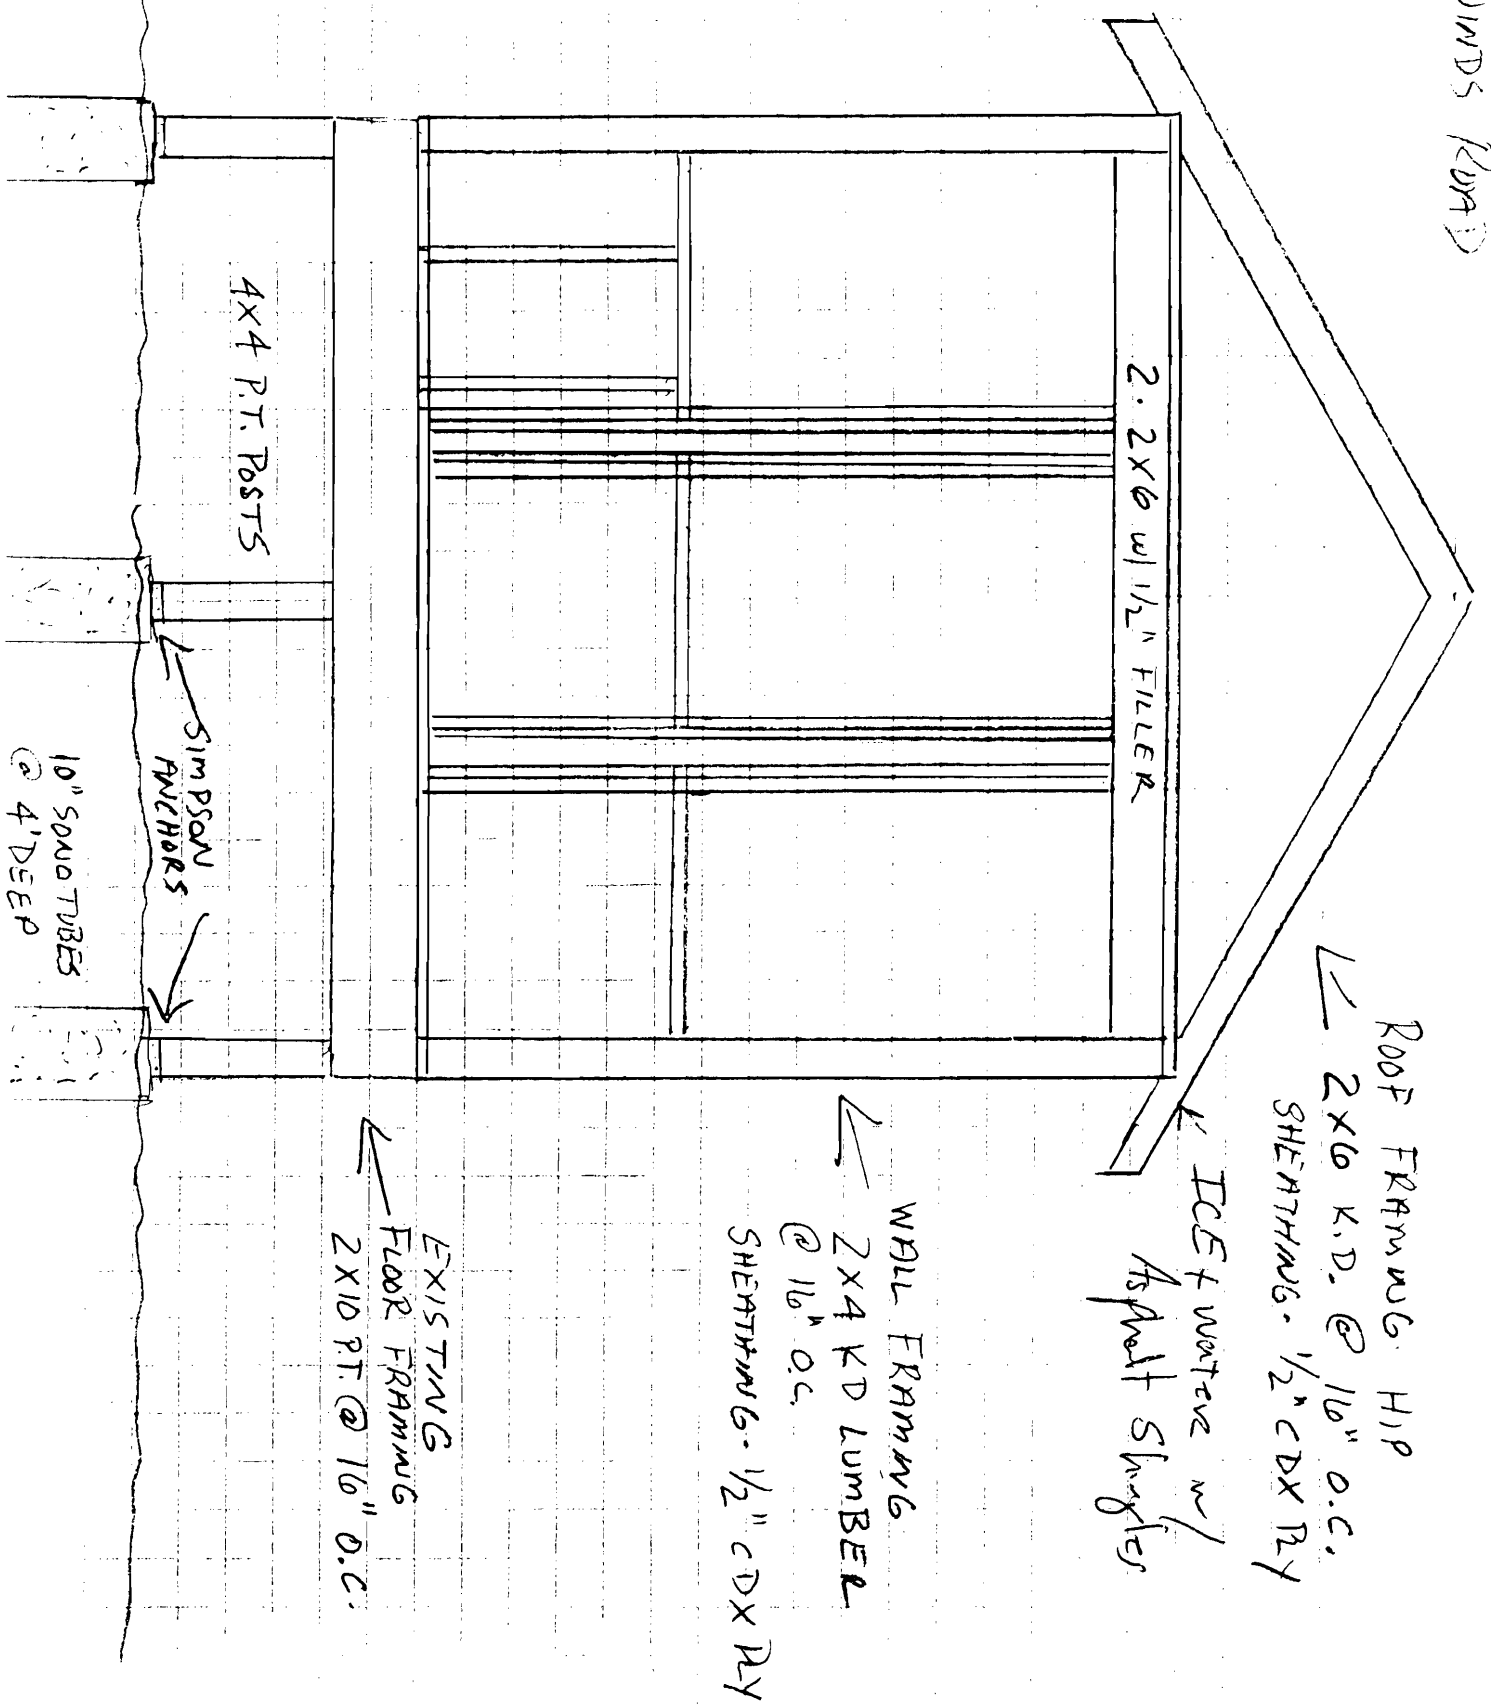 ROAD
ROOF FRAMING HIP
2X6 K.D. @ 16" O.C.
SHEATHING - 1/2" CDX PLY
ICE + water w/
Asphalt Shingles
2 - 2X6 w/ 1/2" FILLER
WALL FRAMING
2X4 KD LUMBER
@ 16" O.C.
SHEATHING - 1/2" CDX PLY
EXISTING
FLOOR FRAMING
2X10 P.T. @ 16" O.C.
4X4 P.T. POSTS
SIMPSON
ANCHORS
10" SONOTUBES
@ 4' DEEP